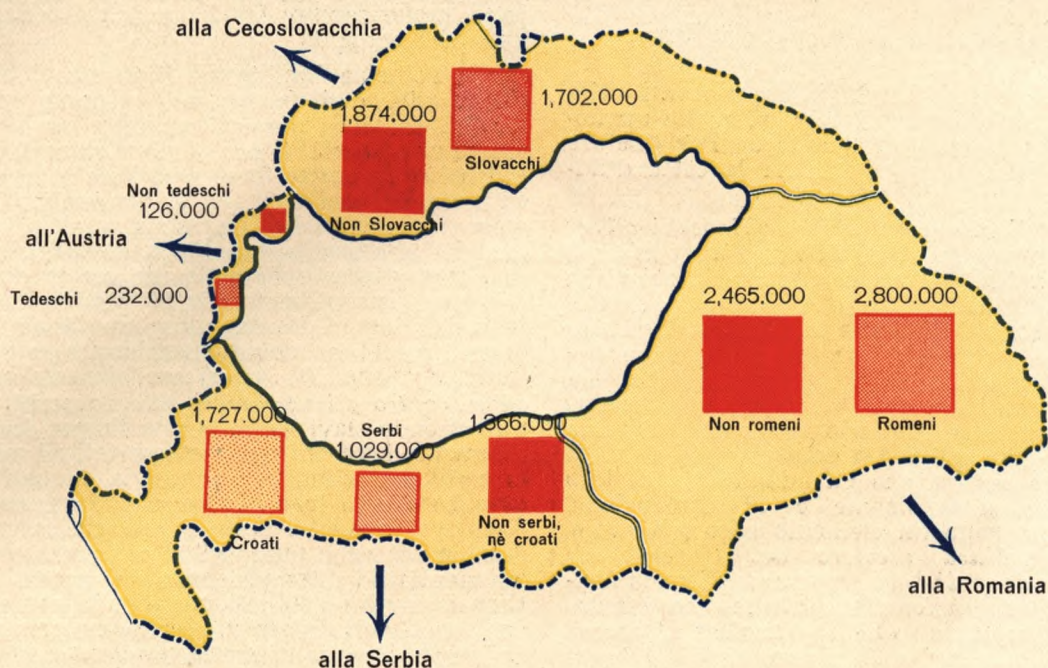 alla Cecoslovacchia
1,874.000
Non Slovacchi
1,702.000
Slovacchi
Non tedeschi
126.000
all'Austria
Tedeschi 232.000
2,465.000
Non romeni
2,800.000
Romeni
1,727.000
Croati
Serbi
1.029.000
1,366.000
Non serbi,
nè croati
alla Romania
alla Serbia